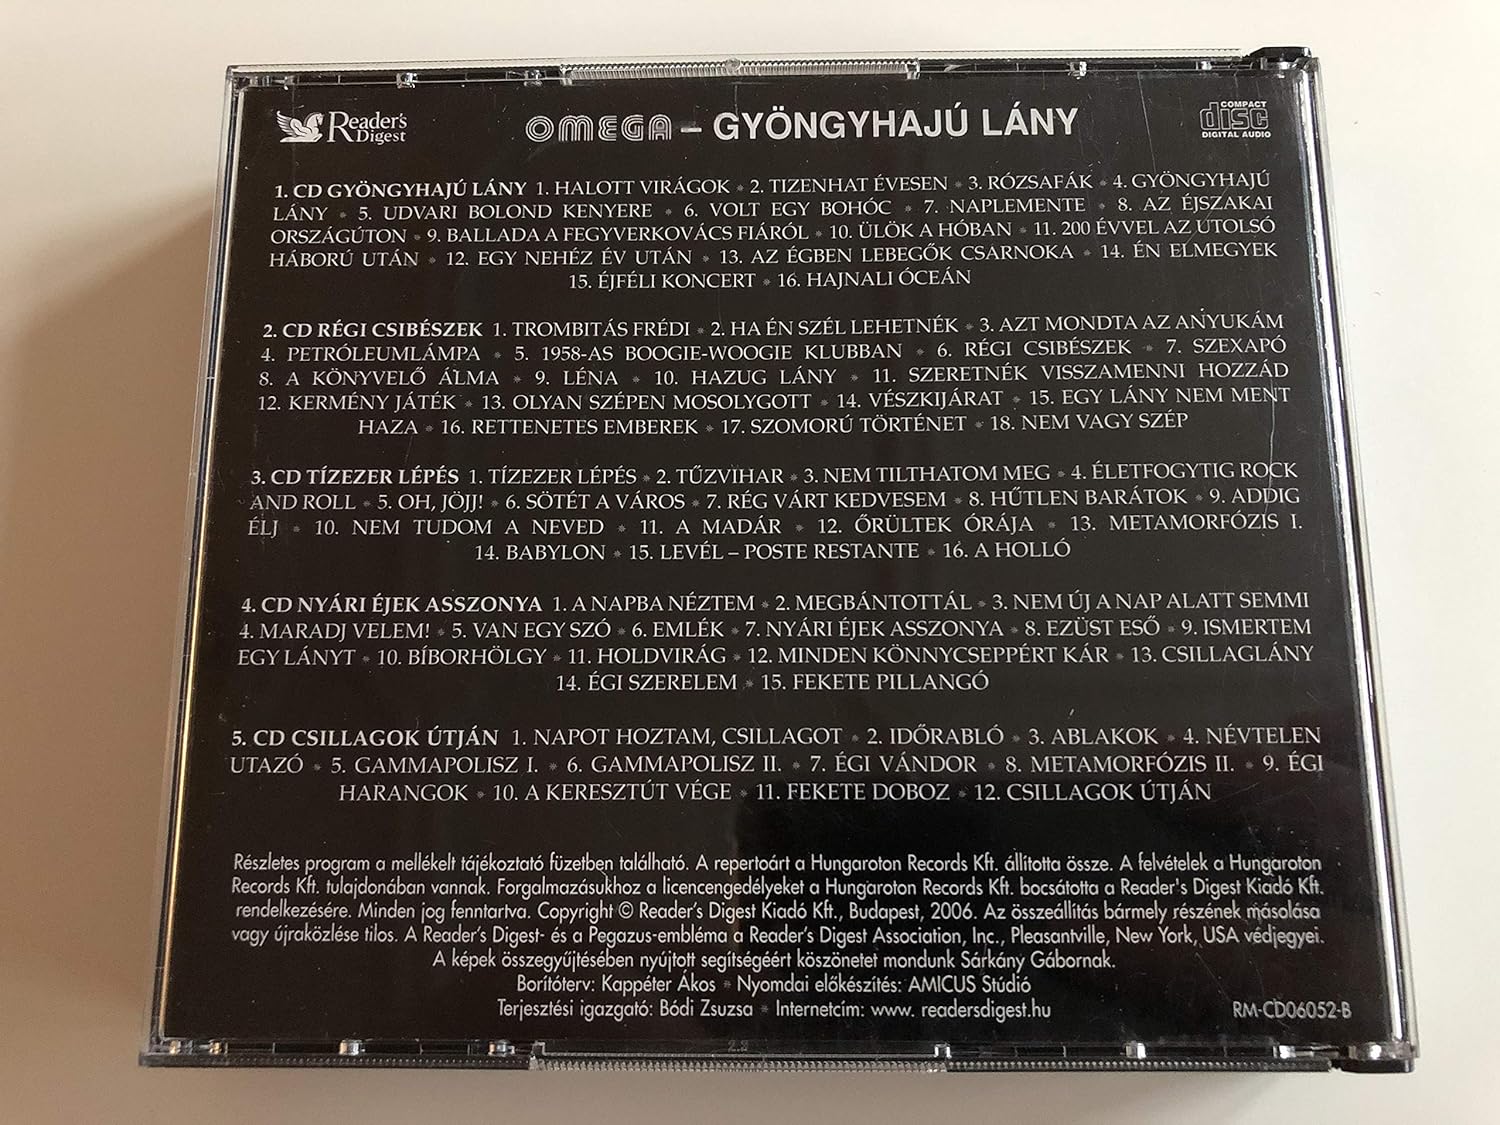 Reader's Digest
OMEGA – GYÖNGYHAJÚ LÁNY
COMPACT disc DIGITAL AUDIO
1. CD GYÖNGYHAJÚ LÁNY 1. HALOTT VIRÁGOK * 2. TIZENHAT ÉVESEN * 3. RÓZSAFÁK * 4. GYÖNGYHAJÚ
LÁNY * 5. UDVARI BOLOND KENYERE * 6. VOLT EGY BOHÓC * 7. NAPLEMENTE * 8. AZ ÉJSZAKAI
ORSZÁGÚTON * 9. BALLADA A FEGYVERKOVÁCS FIÁRÓL * 10. ÜLÖK A HÓBAN * 11. 200 ÉVVEL AZ UTOLSÓ
HÁBORÚ UTÁN * 12. EGY NEHÉZ ÉV UTÁN * 13. AZ ÉGBEN LEBEGŐK CSARNOKA * 14. ÉN ELMEGYEK
15. ÉJFÉLI KONCERT * 16. HAJNALI ÓCEÁN
2. CD RÉGI CSIBÉSZEK 1. TROMBITÁS FRÉDI * 2. HA ÉN SZÉL LEHETNÉK * 3. AZT MONDTA AZ ANYUKÁM
4. PETRÓLEUMLÁMPA * 5. 1958-AS BOOGIE-WOOGIE KLUBBAN * 6. RÉGI CSIBÉSZEK * 7. SZEXAPÓ
8. A KÖNYVELŐ ÁLMA * 9. LÉNA * 10. HAZUG LÁNY * 11. SZERETNÉK VISSZAMENNI HOZZÁD
12. KERMÉNY JÁTÉK * 13. OLYAN SZÉPEN MOSOLYGOTT * 14. VÉSZKIJÁRAT * 15. EGY LÁNY NEM MENT
HAZA * 16. RETTENETES EMBEREK * 17. SZOMORÚ TÖRTÉNET * 18. NEM VAGY SZÉP
3. CD TÍZEZER LÉPÉS 1. TÍZEZER LÉPÉS * 2. TŰZVIHAR * 3. NEM TILTHATOM MEG * 4. ÉLETFOGYTIG ROCK
AND ROLL * 5. OH, JÖJJ! * 6. SÖTÉT A VÁROS * 7. RÉG VÁRT KEDVESEM * 8. HŰTLEN BARÁTOK * 9. ADDIG
ÉLJ * 10. NEM TUDOM A NEVED * 11. A MADÁR * 12. ŐRÜLTEK ÓRÁJA * 13. METAMORFÓZIS I.
14. BABYLON * 15. LEVÉL – POSTE RESTANTE * 16. A HOLLÓ
4. CD NYÁRI ÉJEK ASSZONYA 1. A NAPBA NÉZTEM * 2. MEGBÁNTOTTÁL * 3. NEM ÚJ A NAP ALATT SEMMI
4. MARADJ VELEM! * 5. VAN EGY SZÓ * 6. EMLÉK * 7. NYÁRI ÉJEK ASSZONYA * 8. EZÜST ESŐ * 9. ISMERTEM
EGY LÁNYT * 10. BÍBORHÖLGY * 11. HOLDVIRÁG * 12. MINDEN KÖNNYCSEPPÉRT KÁR * 13. CSILLAGLÁNY
14. ÉGI SZERELEM * 15. FEKETE PILLANGÓ
5. CD CSILLAGOK ÚTJÁN 1. NAPOT HOZTAM, CSILLAGOT * 2. IDŐRABLÓ * 3. ABLAKOK * 4. NÉVTELEN
UTAZÓ * 5. GAMMAPOLISZ I. * 6. GAMMAPOLISZ II. * 7. ÉGI VÁNDOR * 8. METAMORFÓZIS II. * 9. ÉGI
HARANGOK * 10. A KERESZTÚT VÉGE * 11. FEKETE DOBOZ * 12. CSILLAGOK ÚTJÁN
Részletes program a mellékelt tájékoztató füzetben található. A repertoárt a Hungaroton Records Kft. állította össze. A felvételek a Hungaroton
Records Kft. tulajdonában vannak. Forgalmazásukhoz a licencengedélyeket a Hungaroton Records Kft. bocsátotta a Reader's Digest Kiadó Kft.
rendelkezésére. Minden jog fenntartva. Copyright © Reader's Digest Kiadó Kft., Budapest, 2006. Az összeállítás bármely részének másolása
vagy újraközlése tilos. A Reader's Digest- és a Pegazus-embléma a Reader's Digest Association, Inc., Pleasantville, New York, USA védjegyei.
A képek összegyűjtésében nyújtott segítségéért köszönetet mondunk Sárkány Gábornak.
Borítóterv: Kappéter Ákos * Nyomdai előkészítés: AMICUS Stúdió
Terjesztési igazgató: Bódi Zsuzsa * Internetcím: www. readersdigest.hu
RM-CD06052-B